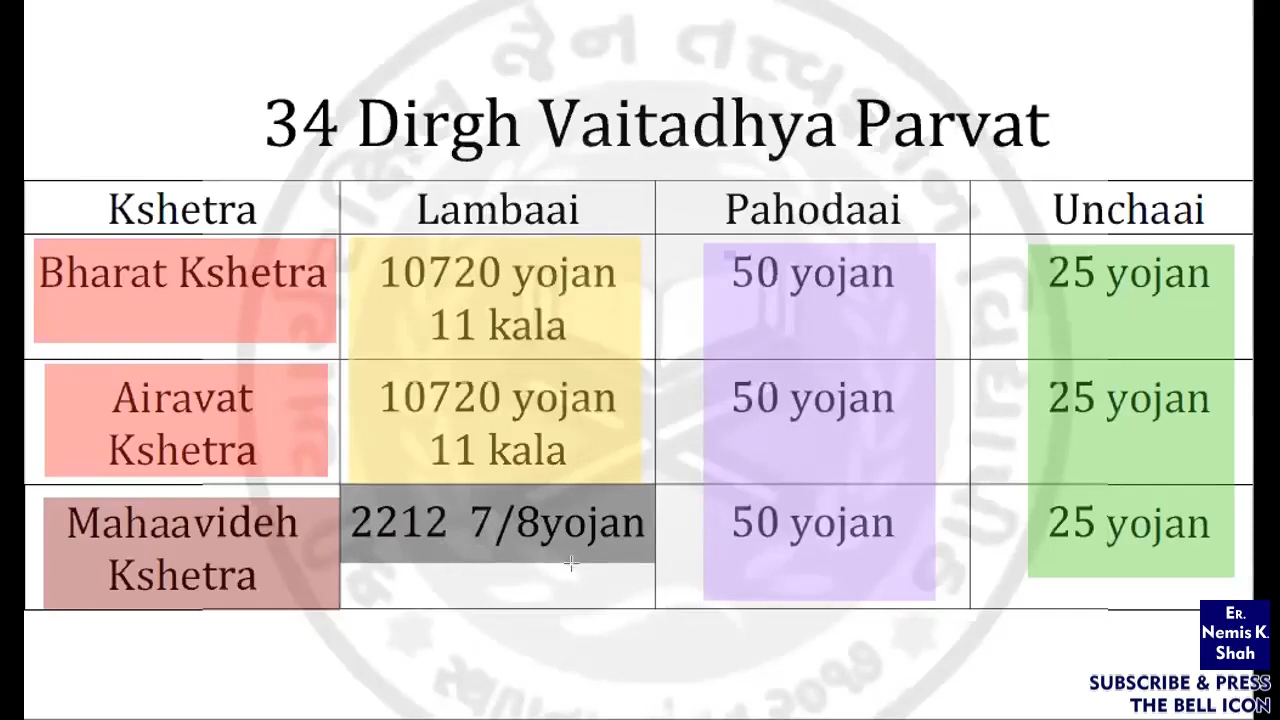 34 Dirgh Vaitadhya Parvat
Kshetra Lambaai Pahodaai Unchaai
Bharat Kshetra 10720 yojan 50 yojan 25 yojan
11 kala
Airavat 10720 yojan 50 yojan 25 yojan
Kshetra 11 kala
Mahaavideh 2212 7/8yojan 50 yojan 25 yojan
Kshetra
ER.
Nemis K.
Shah
SUBSCRIBE & PRESS
THE BELL ICON
જૈન તત્ત્વજ્ઞાન